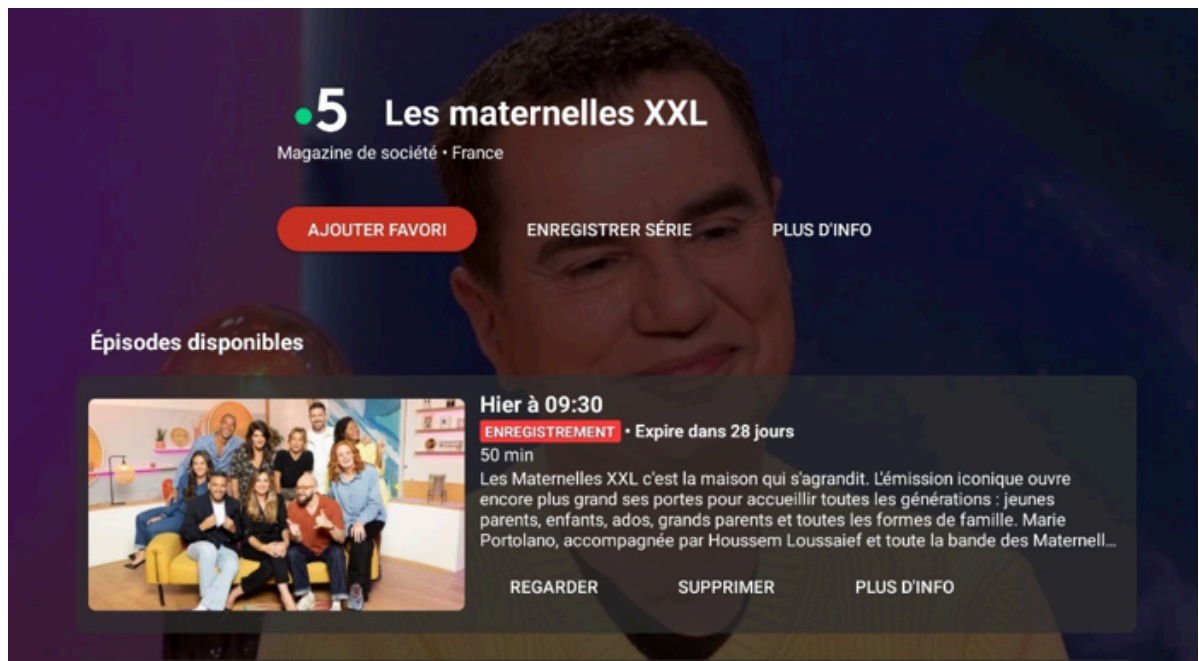 5 Les maternelles XXL
Magazine de société • France
AJOUTER FAVORI ENREGISTRER SÉRIE PLUS D'INFO
Épisodes disponibles
Hier à 09:30
ENREGISTREMENT • Expire dans 28 jours
50 min
Les Maternelles XXL c'est la maison qui s'agrandit. L'émission iconique ouvre
encore plus grand ses portes pour accueillir toutes les générations : jeunes
parents, enfants, ados, grands parents et toutes les formes de famille. Marie
Portolano, accompagnée par Houssem Loussaief et toute la bande des Maternell...
REGARDER SUPPRIMER PLUS D'INFO